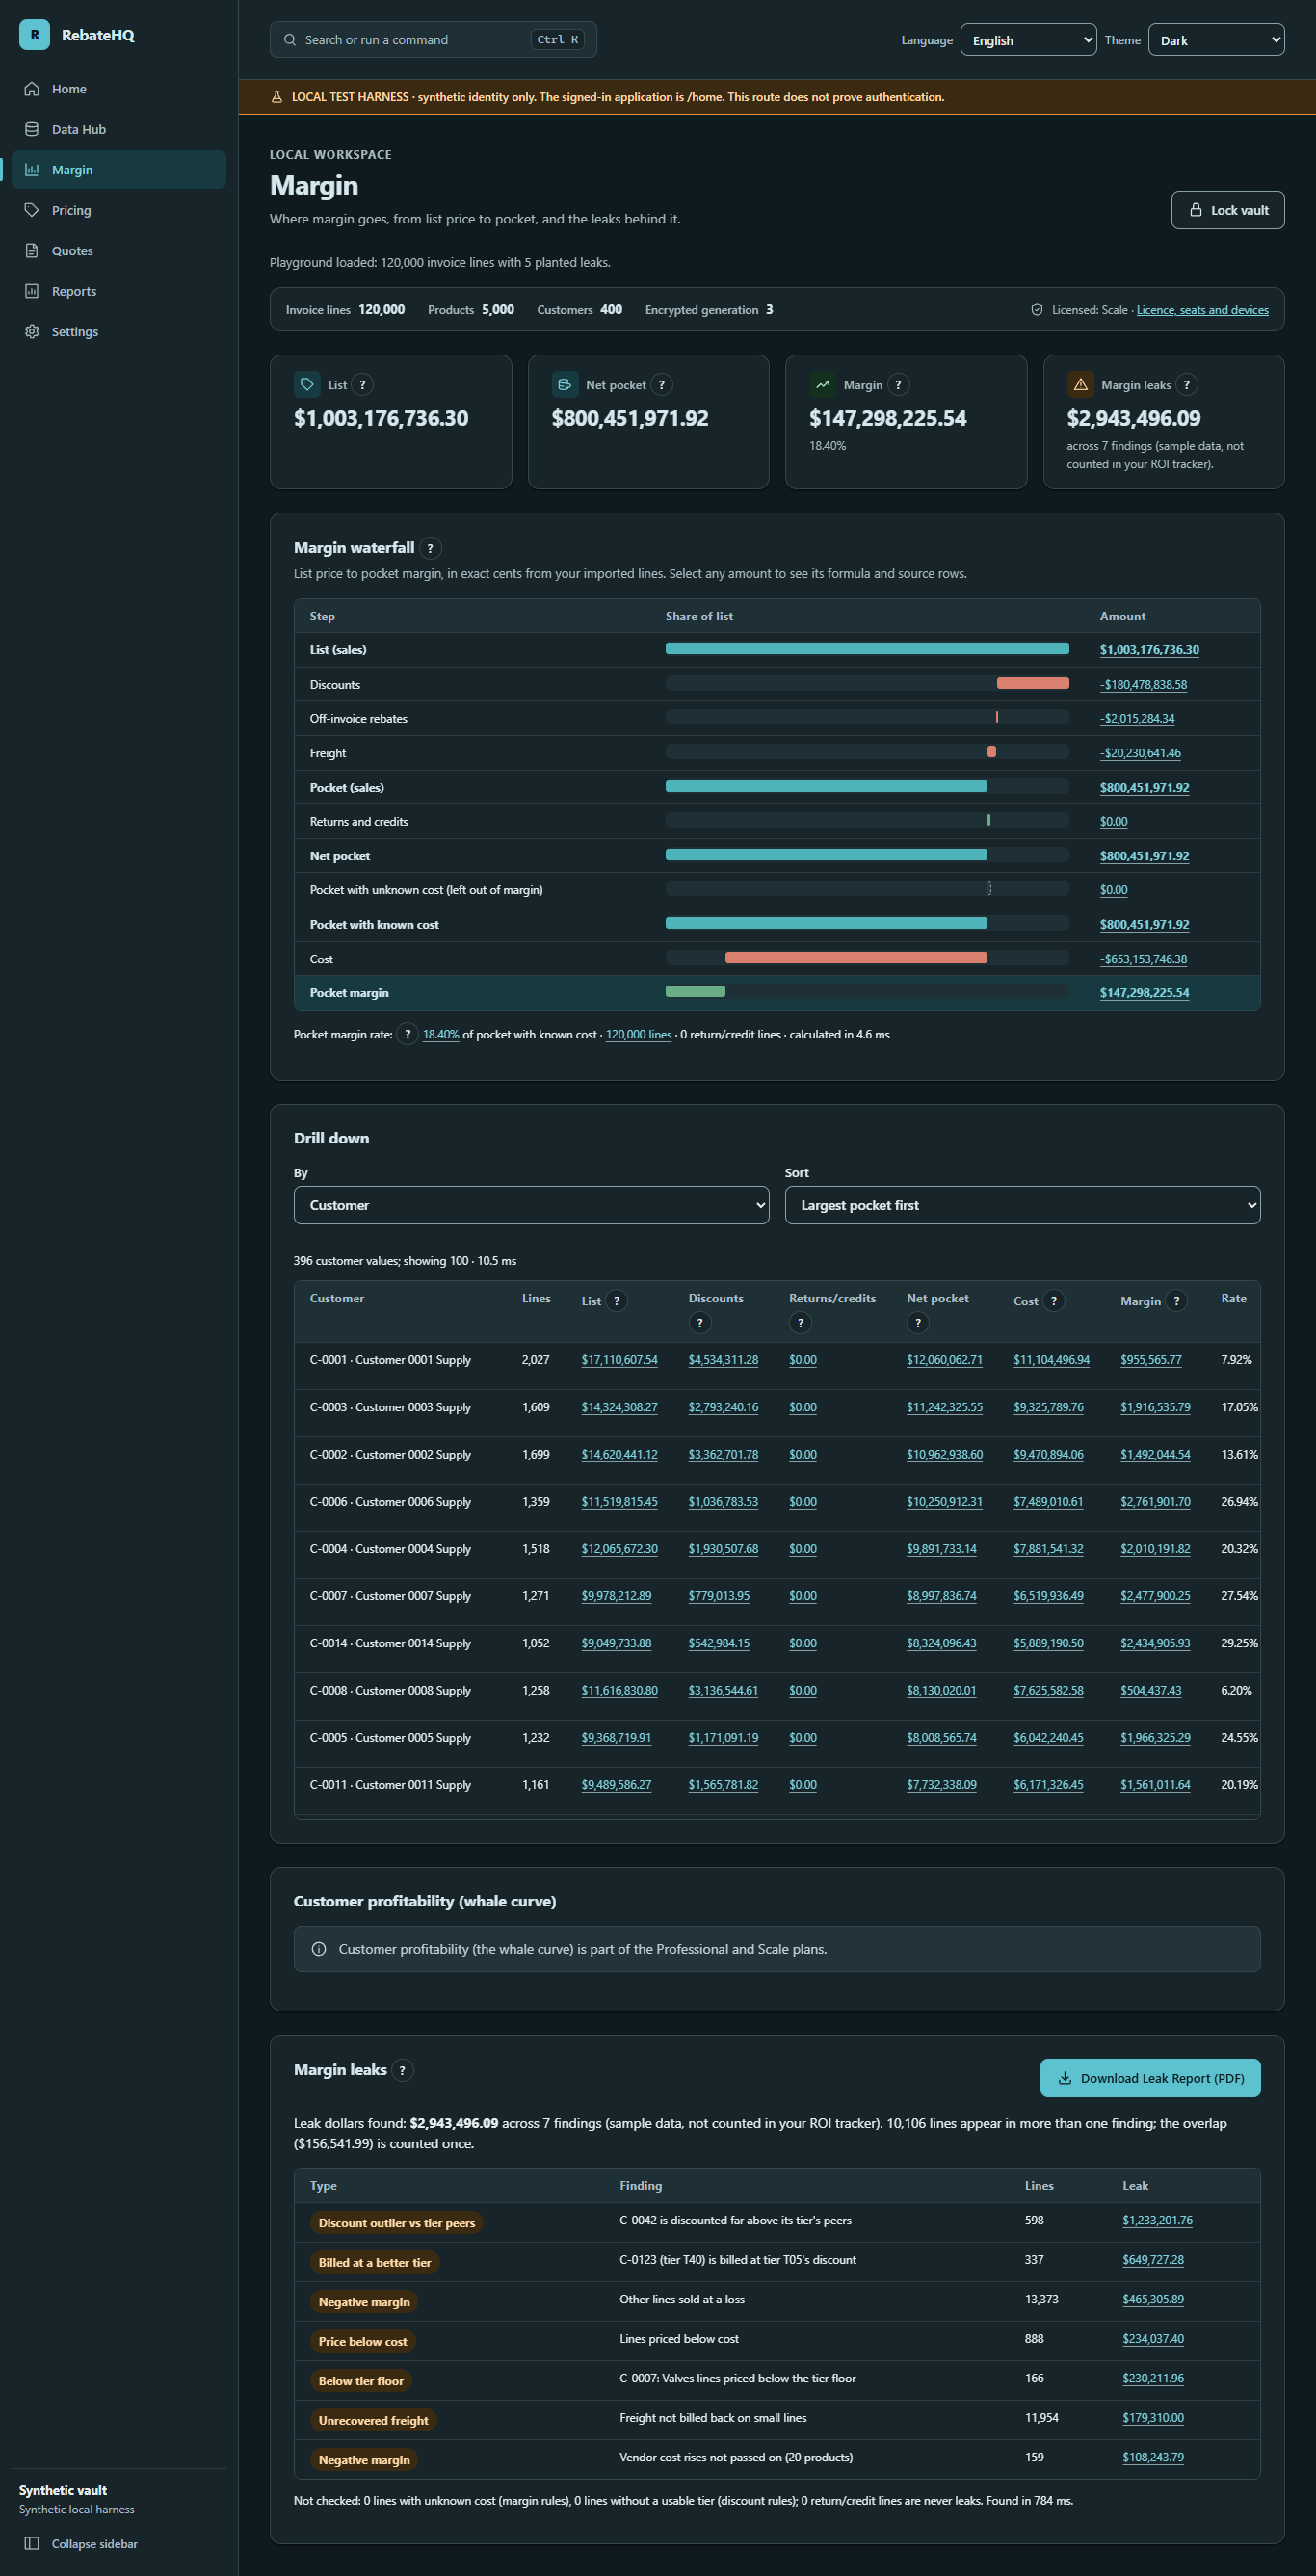 R RebateHQ
Home
Data Hub
Margin
Pricing
Quotes
Reports
Settings
Search or run a command Ctrl K
Language English Theme Dark
LOCAL TEST HARNESS · synthetic identity only. The signed-in application is /home. This route does not prove authentication.
LOCAL WORKSPACE
Margin
Where margin goes, from list price to pocket, and the leaks behind it.
Lock vault
Playground loaded: 120,000 invoice lines with 5 planted leaks.
Invoice lines 120,000 Products 5,000 Customers 400 Encrypted generation 3 Licensed: Scale · Licence, seats and devices
List ?
$1,003,176,736.30
Net pocket ?
$800,451,971.92
Margin ?
$147,298,225.54
18.40%
Margin leaks ?
$2,943,496.09
across 7 findings (sample data, not
counted in your ROI tracker).
Margin waterfall ?
List price to pocket margin, in exact cents from your imported lines. Select any amount to see its formula and source rows.
Step Share of list Amount
List (sales) $1,003,176,736.30
Discounts -$180,478,838.58
Off-invoice rebates -$2,015,284.34
Freight -$20,230,641.46
Pocket (sales) $800,451,971.92
Returns and credits $0.00
Net pocket $800,451,971.92
Pocket with unknown cost (left out of margin) $0.00
Pocket with known cost $800,451,971.92
Cost -$653,153,746.38
Pocket margin $147,298,225.54
Pocket margin rate: ? 18.40% of pocket with known cost · 120,000 lines · 0 return/credit lines · calculated in 4.6 ms
Drill down
By Sort
Customer Largest pocket first
396 customer values; showing 100 · 10.5 ms
Customer Lines List ? Discounts ? Returns/credits ? Net pocket ? Cost ? Margin ? Rate
C-0001 · Customer 0001 Supply 2,027 $17,110,607.54 $4,534,311.28 $0.00 $12,060,062.71 $11,104,496.94 $955,565.77 7.92%
C-0003 · Customer 0003 Supply 1,609 $14,324,308.27 $2,793,240.16 $0.00 $11,242,325.55 $9,325,789.76 $1,916,535.79 17.05%
C-0002 · Customer 0002 Supply 1,699 $14,620,441.12 $3,362,701.78 $0.00 $10,962,938.60 $9,470,894.06 $1,492,044.54 13.61%
C-0006 · Customer 0006 Supply 1,359 $11,519,815.45 $1,036,783.53 $0.00 $10,250,912.31 $7,489,010.61 $2,761,901.70 26.94%
C-0004 · Customer 0004 Supply 1,518 $12,065,672.30 $1,930,507.68 $0.00 $9,891,733.14 $7,881,541.32 $2,010,191.82 20.32%
C-0007 · Customer 0007 Supply 1,271 $9,978,212.89 $779,013.95 $0.00 $8,997,836.74 $6,519,936.49 $2,477,900.25 27.54%
C-0014 · Customer 0014 Supply 1,052 $9,049,733.88 $542,984.15 $0.00 $8,324,096.43 $5,889,190.50 $2,434,905.93 29.25%
C-0008 · Customer 0008 Supply 1,258 $11,616,830.80 $3,136,544.61 $0.00 $8,130,020.01 $7,625,582.58 $504,437.43 6.20%
C-0005 · Customer 0005 Supply 1,232 $9,368,719.91 $1,171,091.19 $0.00 $8,008,565.74 $6,042,240.45 $1,966,325.29 24.55%
C-0011 · Customer 0011 Supply 1,161 $9,489,586.27 $1,565,781.82 $0.00 $7,732,338.09 $6,171,326.45 $1,561,011.64 20.19%
Customer profitability (whale curve)
Customer profitability (the whale curve) is part of the Professional and Scale plans.
Margin leaks ?
Download Leak Report (PDF)
Leak dollars found: $2,943,496.09 across 7 findings (sample data, not counted in your ROI tracker). 10,106 lines appear in more than one finding; the overlap
($156,541.99) is counted once.
Type Finding Lines Leak
Discount outlier vs tier peers C-0042 is discounted far above its tier's peers 598 $1,233,201.76
Billed at a better tier C-0123 (tier T40) is billed at tier T05's discount 337 $649,727.28
Negative margin Other lines sold at a loss 13,373 $465,305.89
Price below cost Lines priced below cost 888 $234,037.40
Below tier floor C-0007: Valves lines priced below the tier floor 166 $230,211.96
Unrecovered freight Freight not billed back on small lines 11,954 $179,310.00
Negative margin Vendor cost rises not passed on (20 products) 159 $108,243.79
Not checked: 0 lines with unknown cost (margin rules), 0 lines without a usable tier (discount rules); 0 return/credit lines are never leaks. Found in 784 ms.
Synthetic vault
Synthetic local harness
Collapse sidebar